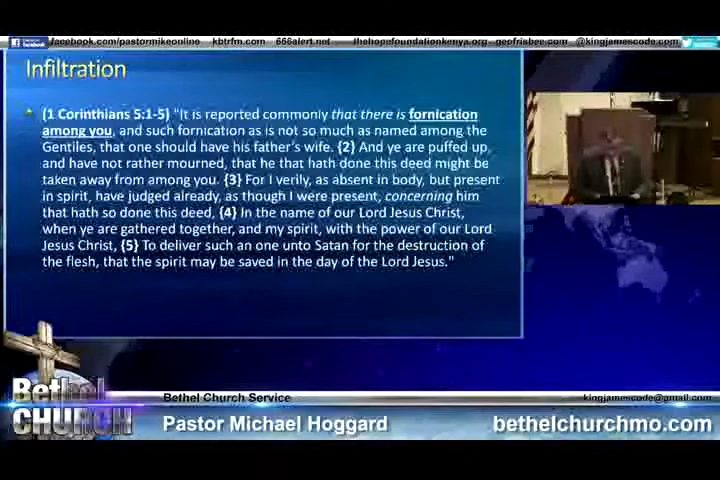 facebook.com/pastormikeonline kbtrfm.com 666alert.net thehopefoundationkenya.org gepfrisbee.com @kingjamescode.com
Infiltration
(1 Corinthians 5:1-5) "It is reported commonly that there is fornication
among you, and such fornication as is not so much as named among the
Gentiles, that one should have his father's wife. {2} And ye are puffed up,
and have not rather mourned, that he that hath done this deed might be
taken away from among you. {3} For I verily, as absent in body, but present
in spirit, have judged already, as though I were present, concerning him
that hath so done this deed, {4} In the name of our Lord Jesus Christ,
when ye are gathered together, and my spirit, with the power of our Lord
Jesus Christ, {5} To deliver such an one unto Satan for the destruction of
the flesh, that the spirit may be saved in the day of the Lord Jesus."
Bethel
CHURCH
Bethel Church Service
kingjamescode@gmail.com
Pastor Michael Hoggard
bethelchurchmo.com